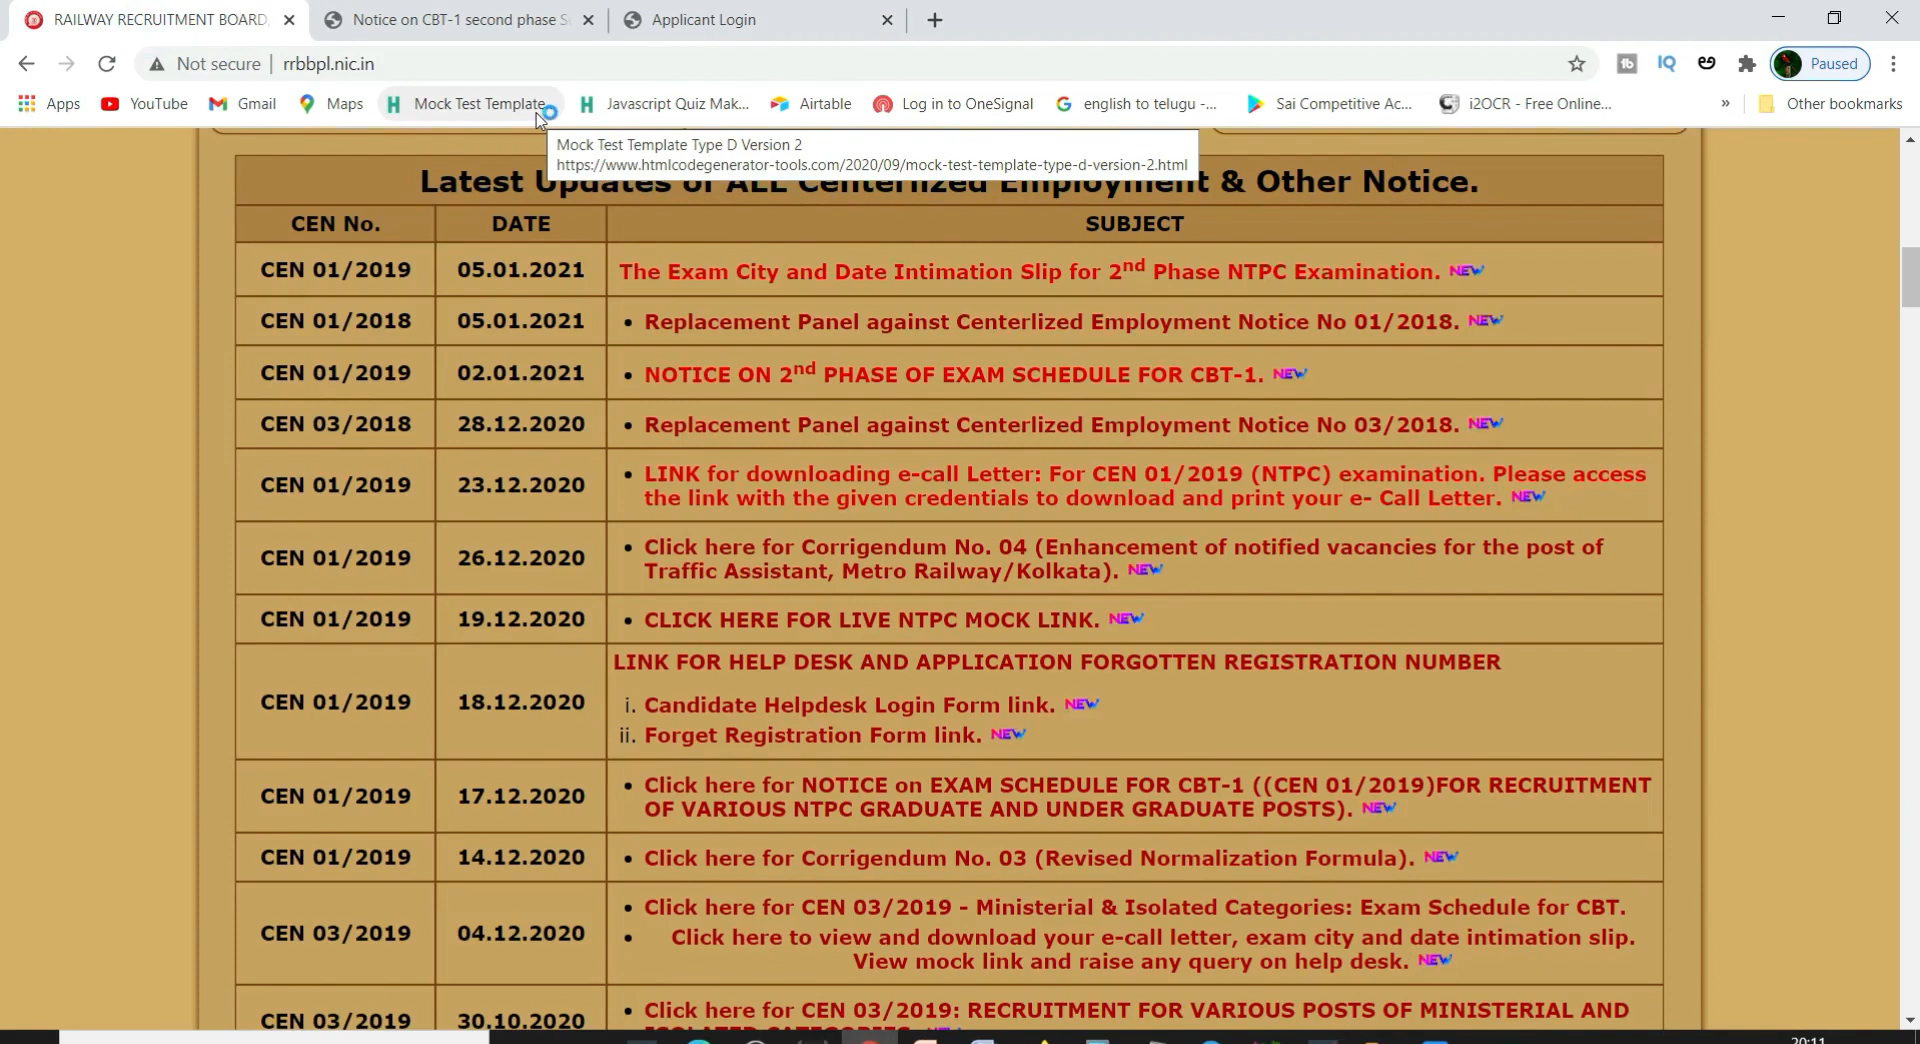 RAILWAY RECRUITMENT BOARD,
Notice on CBT-1 second phase S
Applicant Login
Not secure | rrbbpl.nic.in
Paused
Apps YouTube Gmail Maps Mock Test Template Javascript Quiz Mak... Airtable Log in to OneSignal english to telugu -... Sai Competitive Ac... i2OCR - Free Online... » Other bookmarks
Mock Test Template Type D Version 2
https://www.htmlcodegenerator-tools.com/2020/09/mock-test-template-type-d-version-2.html
Latest Updates of ALL Centerlized Employment & Other Notice.
CEN No. DATE SUBJECT
CEN 01/2019 05.01.2021 The Exam City and Date Intimation Slip for 2nd Phase NTPC Examination. NEW
CEN 01/2018 05.01.2021 • Replacement Panel against Centerlized Employment Notice No 01/2018. NEW
CEN 01/2019 02.01.2021 • NOTICE ON 2nd PHASE OF EXAM SCHEDULE FOR CBT-1. NEW
CEN 03/2018 28.12.2020 • Replacement Panel against Centerlized Employment Notice No 03/2018. NEW
CEN 01/2019 23.12.2020 • LINK for downloading e-call Letter: For CEN 01/2019 (NTPC) examination. Please access
the link with the given credentials to download and print your e- Call Letter. NEW
CEN 01/2019 26.12.2020 • Click here for Corrigendum No. 04 (Enhancement of notified vacancies for the post of
Traffic Assistant, Metro Railway/Kolkata). NEW
CEN 01/2019 19.12.2020 • CLICK HERE FOR LIVE NTPC MOCK LINK. NEW
LINK FOR HELP DESK AND APPLICATION FORGOTTEN REGISTRATION NUMBER
CEN 01/2019 18.12.2020 i. Candidate Helpdesk Login Form link. NEW
ii. Forget Registration Form link. NEW
CEN 01/2019 17.12.2020 • Click here for NOTICE on EXAM SCHEDULE FOR CBT-1 ((CEN 01/2019)FOR RECRUITMENT
OF VARIOUS NTPC GRADUATE AND UNDER GRADUATE POSTS). NEW
CEN 01/2019 14.12.2020 • Click here for Corrigendum No. 03 (Revised Normalization Formula). NEW
CEN 03/2019 04.12.2020 • Click here for CEN 03/2019 - Ministerial & Isolated Categories: Exam Schedule for CBT.
• Click here to view and download your e-call letter, exam city and date intimation slip.
View mock link and raise any query on help desk. NEW
CEN 03/2019 30.10.2020 • Click here for CEN 03/2019: RECRUITMENT FOR VARIOUS POSTS OF MINISTERIAL AND